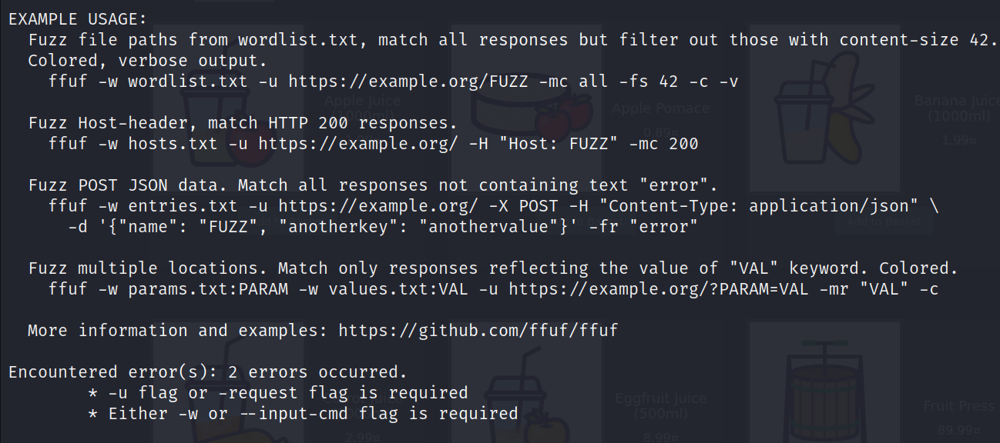 EXAMPLE USAGE:
Fuzz file paths from wordlist.txt, match all responses but filter out those with content-size 42.
Colored, verbose output.
ffuf -w wordlist.txt -u https://example.org/FUZZ -mc all -fs 42 -c -v
Apple Juice
(1000ml)
Apple Pomace
0.89¤
Banana Juice
(1000ml)
1.99¤
Fuzz Host-header, match HTTP 200 responses.
ffuf -w hosts.txt -u https://example.org/ -H "Host: FUZZ" -mc 200
Fuzz POST JSON data. Match all responses not containing text "error".
ffuf -w entries.txt -u https://example.org/ -X POST -H "Content-Type: application/json" \
-d '{"name": "FUZZ", "anotherkey": "anothervalue"}' -fr "error"
Add to Basket
Fuzz multiple locations. Match only responses reflecting the value of "VAL" keyword. Colored.
ffuf -w params.txt:PARAM -w values.txt:VAL -u https://example.org/?PARAM=VAL -mr "VAL" -c
More information and examples: https://github.com/ffuf/ffuf
Encountered error(s): 2 errors occurred.
* -u flag or -request flag is required
* Either -w or --input-cmd flag is required
2.99¤
Eggfruit Juice
(500ml)
8.99¤
Fruit Press
89.99¤